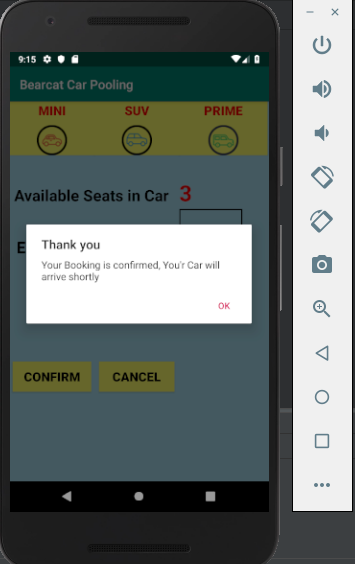 9:15
Bearcat Car Pooling
MINI SUV PRIME
Available Seats in Car 3
E
Thank you
Your Booking is confirmed, You'r Car will
arrive shortly
OK
CONFIRM CANCEL